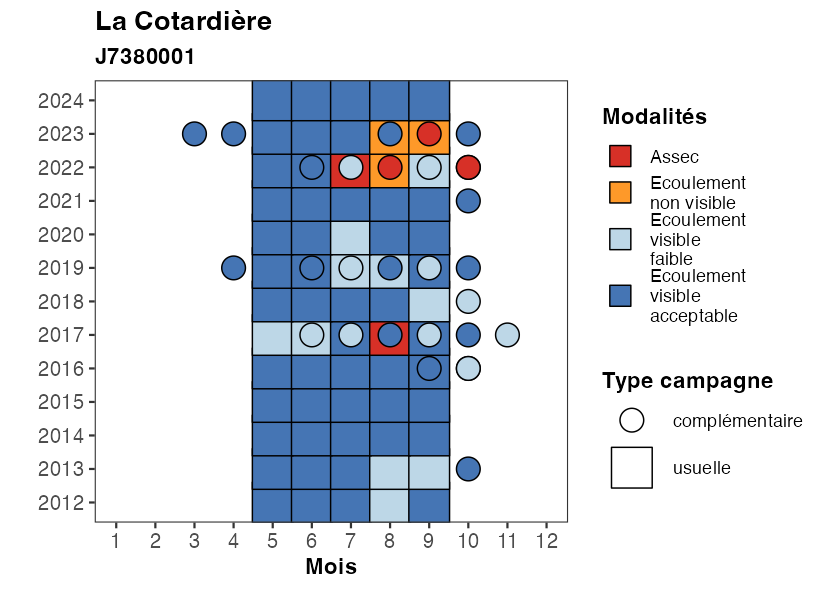 La Cotardière
J7380001
2024
2023
2022
2021
2020
2019
2018
2017
2016
2015
2014
2013
2012
1 2 3 4 5 6 7 8 9 10 11 12
Mois
Modalités
Assec
Ecoulement
non visible
Ecoulement
visible
faible
Ecoulement
visible
acceptable
Type campagne
complémentaire
usuelle